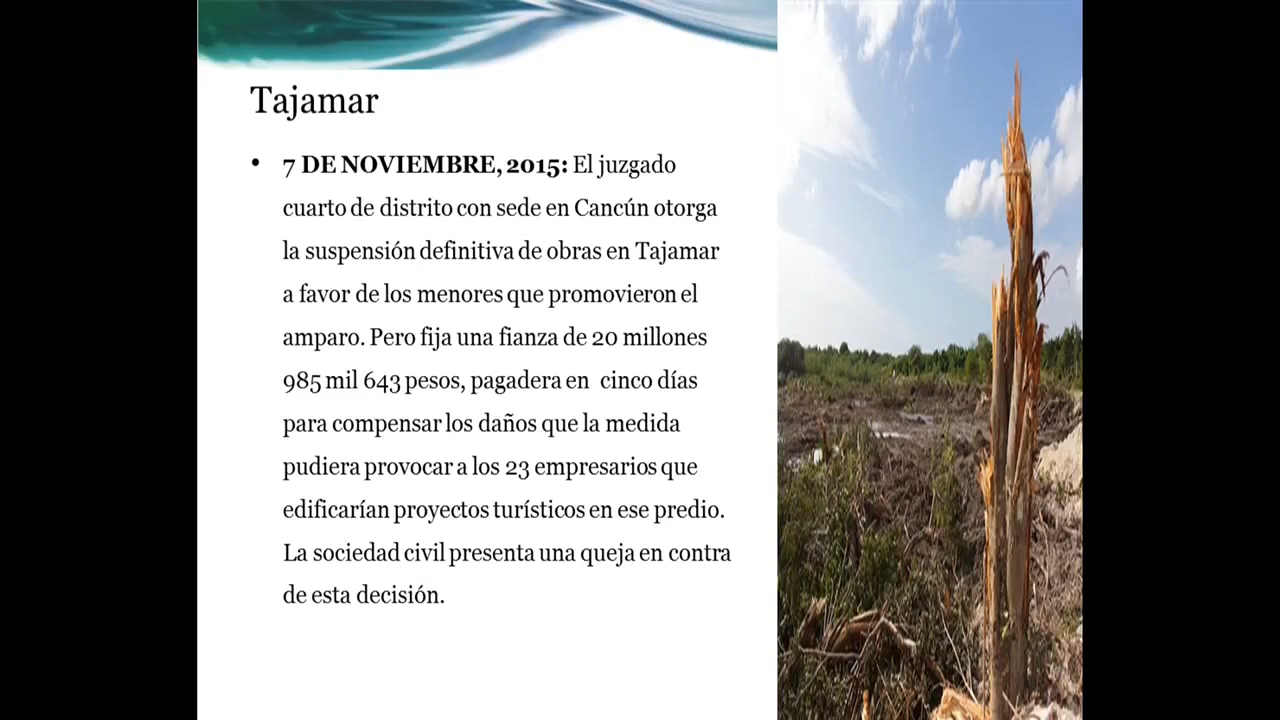 Tajamar
• 7 DE NOVIEMBRE, 2015: El juzgado
cuarto de distrito con sede en Cancún otorga
la suspensión definitiva de obras en Tajamar
a favor de los menores que promovieron el
amparo. Pero fija una fianza de 20 millones
985 mil 643 pesos, pagadera en cinco días
para compensar los daños que la medida
pudiera provocar a los 23 empresarios que
edificarían proyectos turísticos en ese predio.
La sociedad civil presenta una queja en contra
de esta decisión.